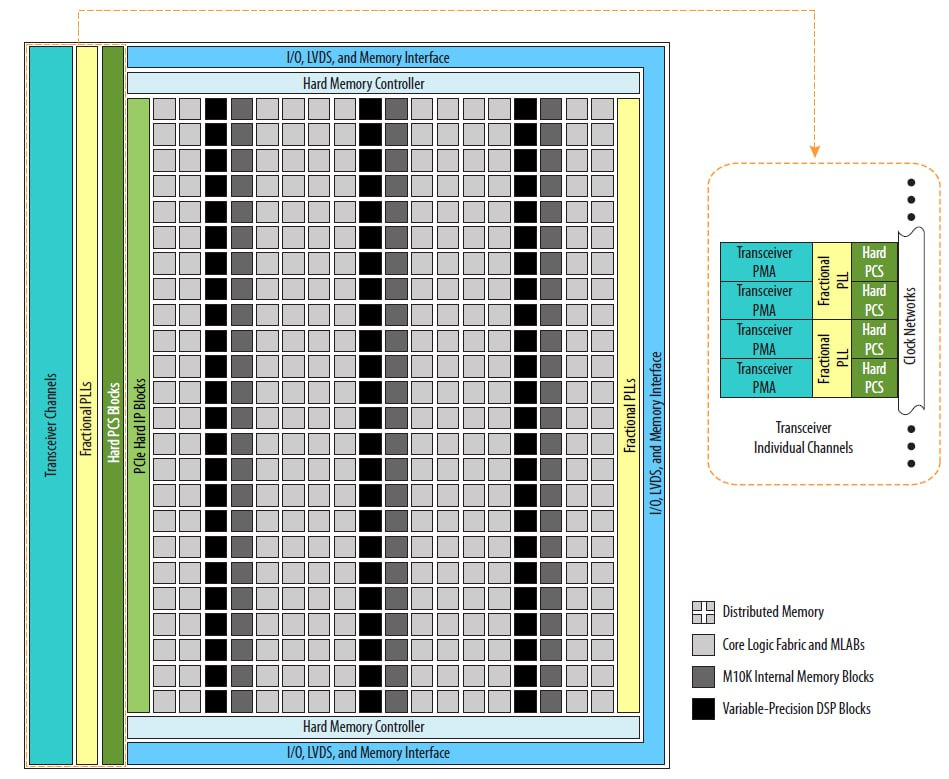 I/O, LVDS, and Memory Interface
Hard Memory Controller
Transceiver Channels
Fractional PLLs
Hard PCS Blocks
PCIe Hard IP Blocks
Fractional PLLs
I/O, LVDS, and Memory Interface
Hard Memory Controller
I/O, LVDS, and Memory Interface
Transceiver
PMA
Transceiver
PMA
Transceiver
PMA
Transceiver
PMA
Fractional
PLL
Fractional
PLL
Hard
PCS
Hard
PCS
Hard
PCS
Hard
PCS
Clock Networks
Transceiver
Individual Channels
Distributed Memory
Core Logic Fabric and MLABs
M10K Internal Memory Blocks
Variable-Precision DSP Blocks